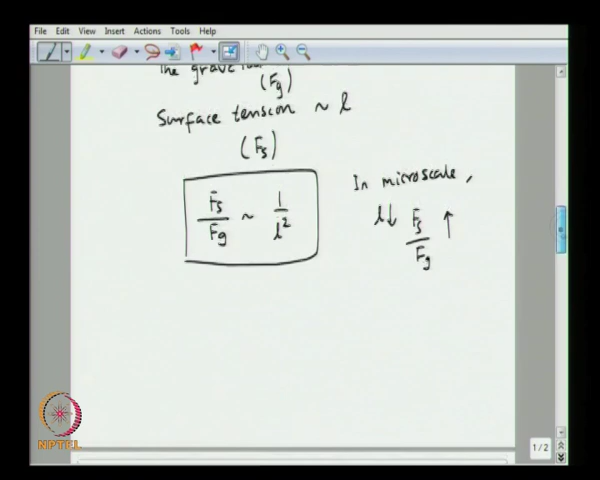 File Edit View Insert Actions Tools Help
The
(Fg)
Surface tension ~ l
(Fs)
Fs/Fg ~ 1/l²
In microscale,
l↓ Fs/Fg ↑
NPTEL
1/2